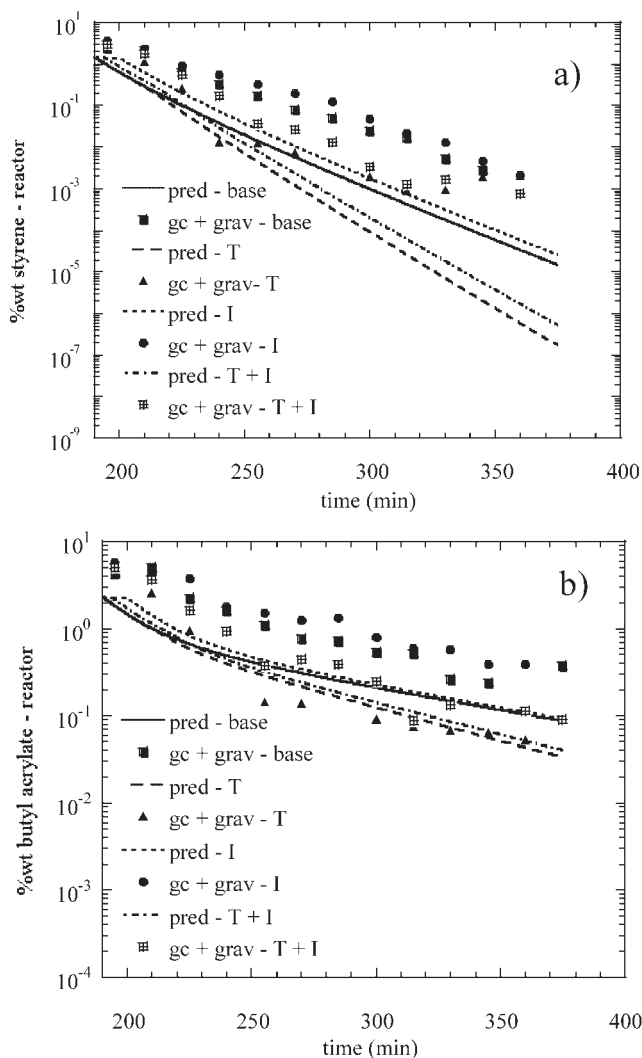 a)
10^1
10^-1
10^-3
10^-5
10^-7
10^-9
%wt styrene - reactor
pred - base
gc + grav - base
pred - T
gc + grav- T
pred - I
gc + grav - I
pred - T + I
gc + grav - T + I
200 250 300 350 400
time (min)
b)
10^1
10^0
10^-1
10^-2
10^-3
10^-4
%wt butyl acrylate - reactor
pred - base
gc + grav - base
pred - T
gc + grav - T
pred - I
gc + grav - I
pred - T + I
gc + grav - T + I
200 250 300 350 400
time (min)